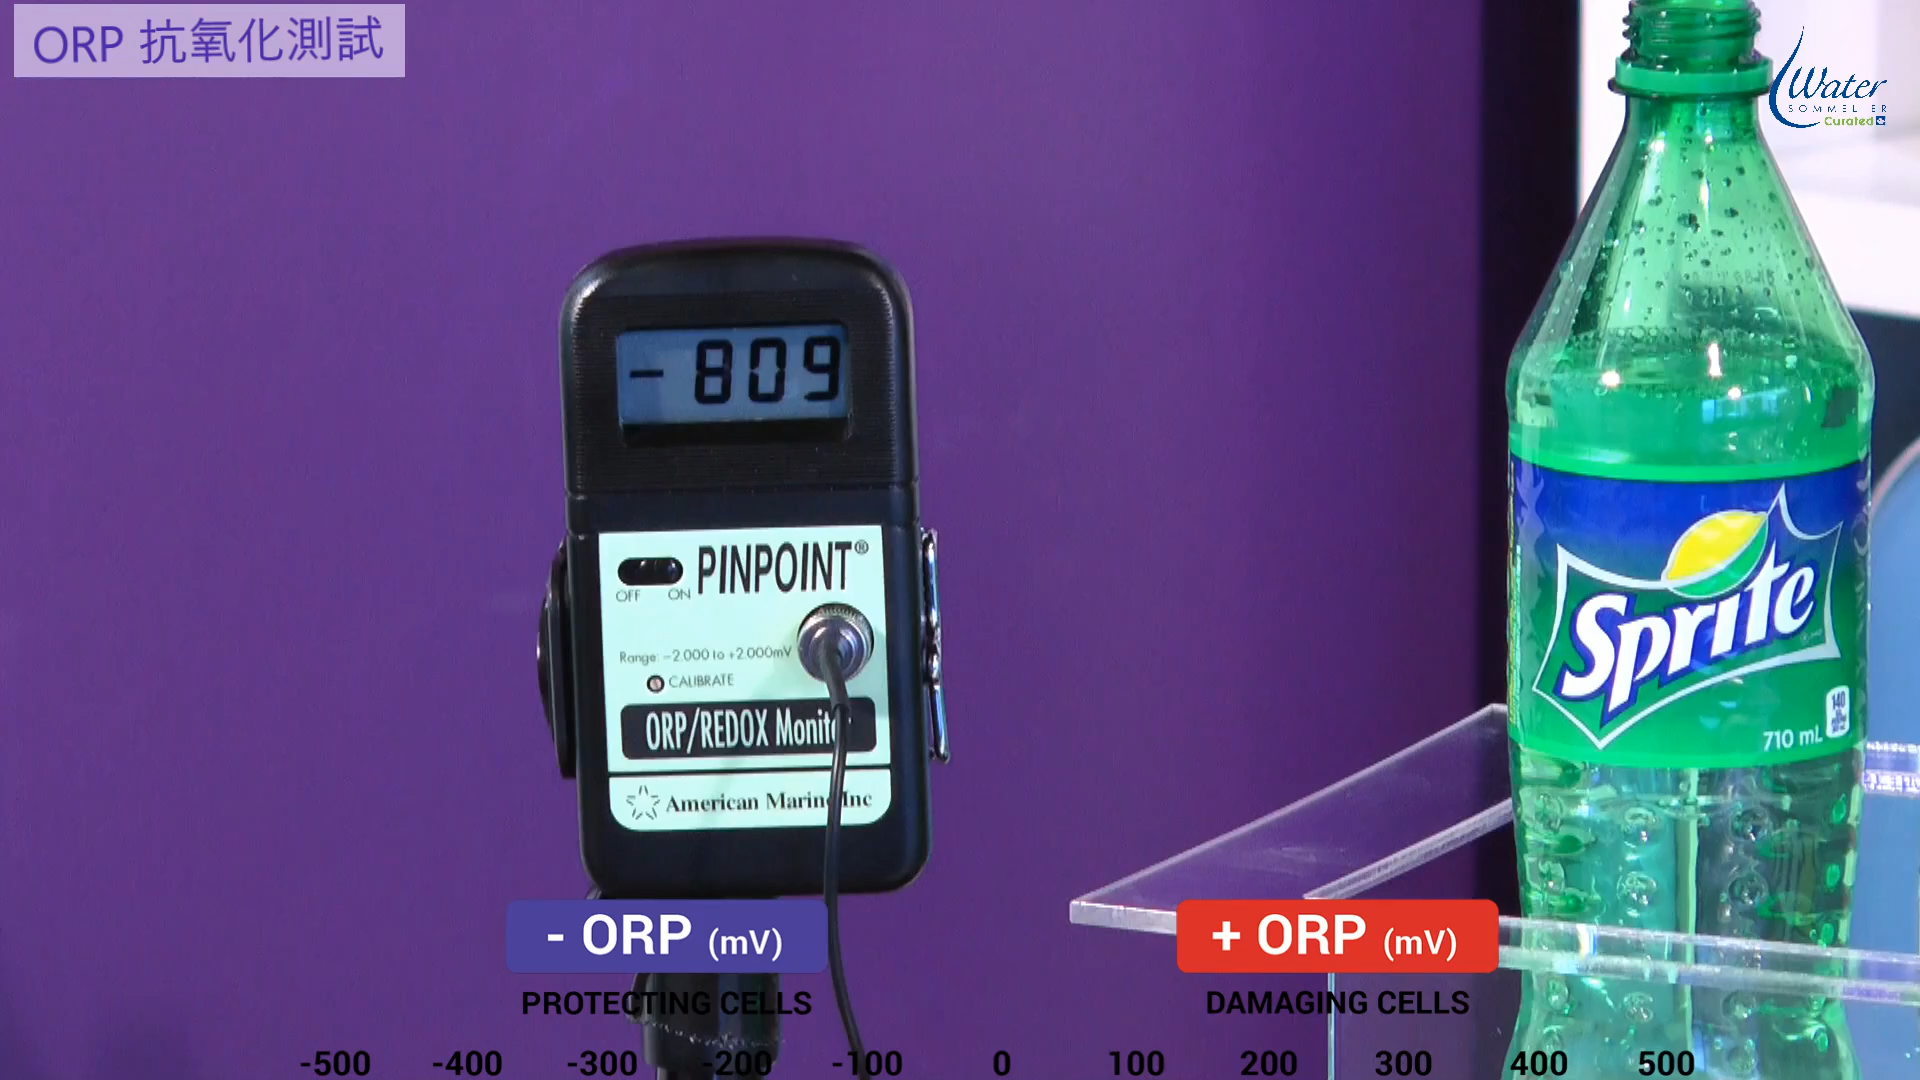 ORP 抗氧化測試
Water
SOMMELIER
Curated
- 809
PINPOINT®
OFF ON
Range: -2.000 to +2.000mV
CALIBRATE
ORP/REDOX Monito
American Marin Inc
Sprite
140
710 mL
- ORP (mV)
+ ORP (mV)
PROTECTING CELLS
DAMAGING CELLS
-500 -400 -300 -200 -100 0 100 200 300 400 500